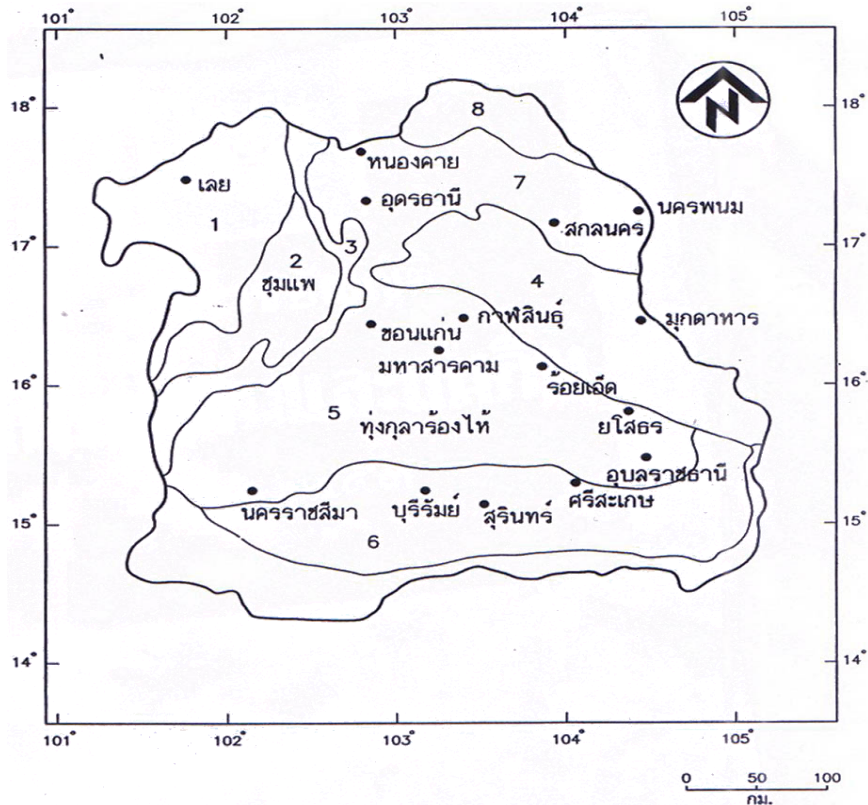 101° 102° 103° 104° 105°
N
18° 18°
8
หนองคาย
7
เลย
อุดรธานี
นครพนม
สกลนคร
1
17° 17°
3
2
ชุมแพ
4
กาฬสินธุ์
มุกดาหาร
ขอนแก่น
มหาสารคาม
16° 16°
ร้อยเอ็ด
5
ทุ่งกุลาร้องไห้
ยโสธร
อุบลราชธานี
นครราชสีมา
บุรีรัมย์
สุรินทร์
ศรีสะเกษ
15° 15°
6
14° 14°
101° 102° 103° 104° 105°
0 50 100
กม.